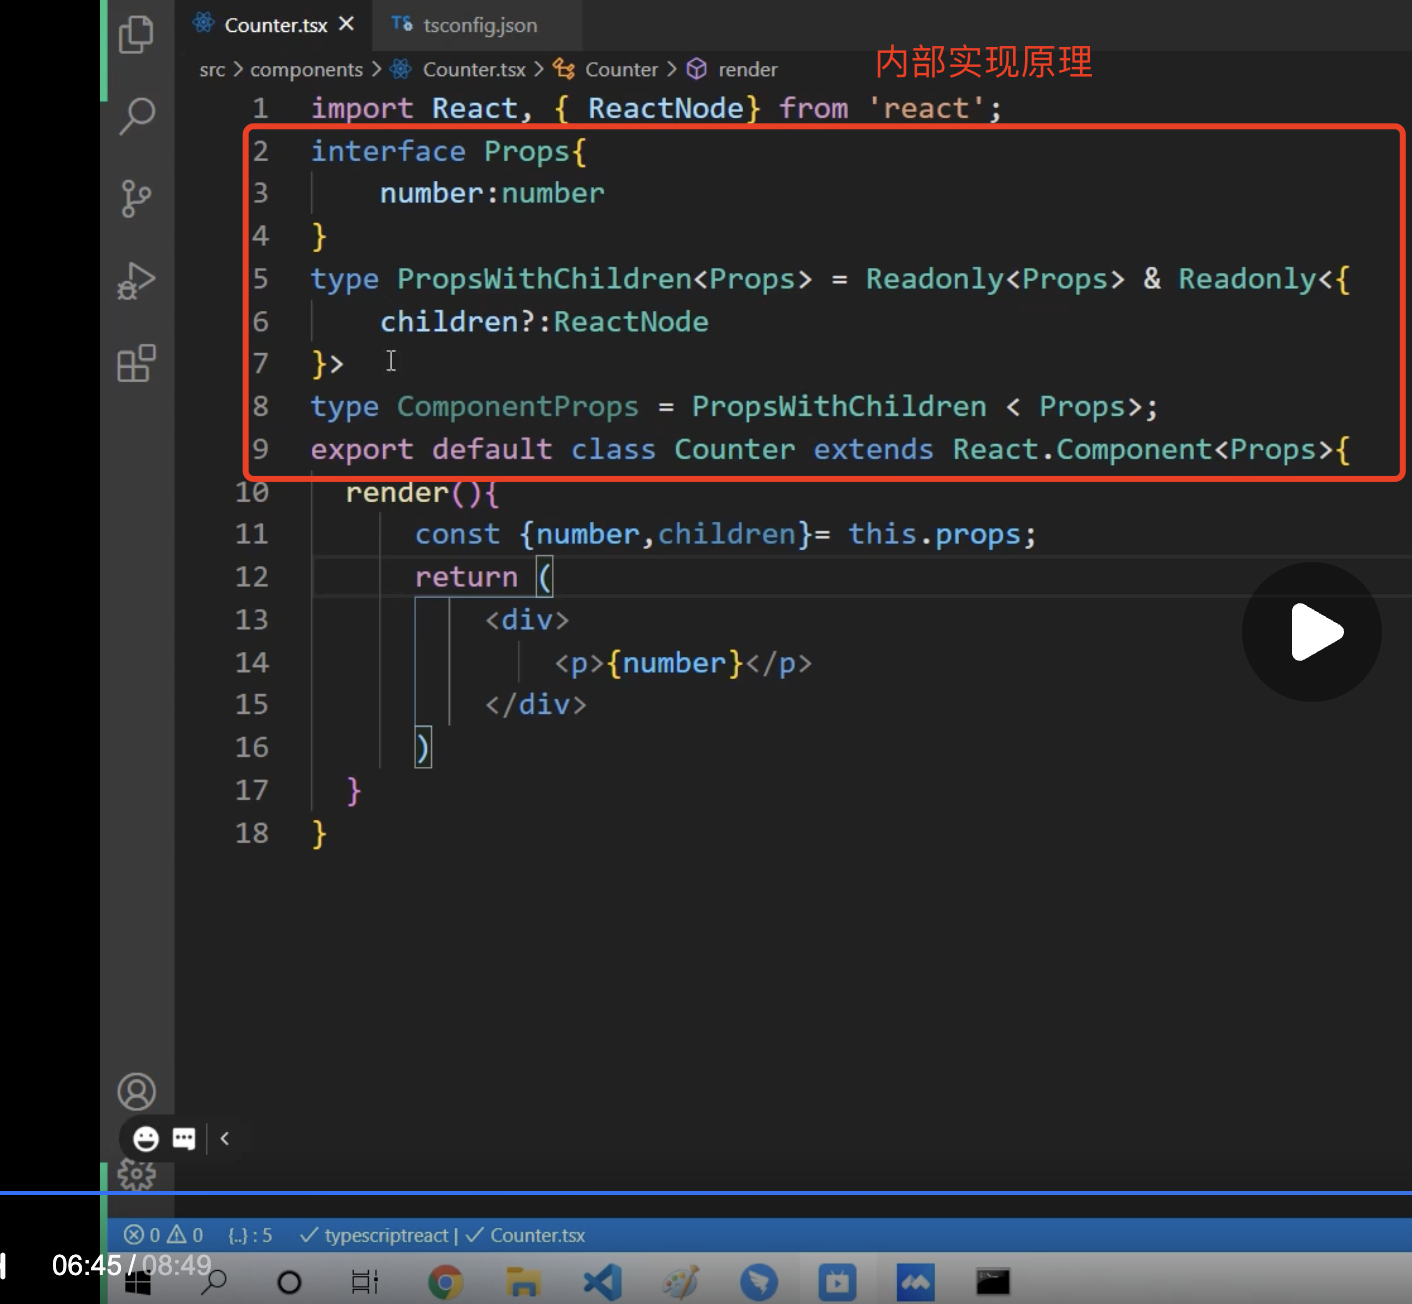 Counter.tsx
tsconfig.json
src > components > Counter.tsx > Counter > render
内部实现原理
1 import React, { ReactNode} from 'react';
2 interface Props{
3 number:number
4 }
5 type PropsWithChildren<Props> = Readonly<Props> & Readonly<{
6 children?:ReactNode
7 }>
8 type ComponentProps = PropsWithChildren < Props>;
9 export default class Counter extends React.Component<Props>{
10 render(){
11 const {number,children}= this.props;
12 return (
13 <div>
14 <p>{number}</p>
15 </div>
16 )
17 }
18 }
0 0 {..} : 5 ✓ typescriptreact | ✓ Counter.tsx
06:45 / 08:49